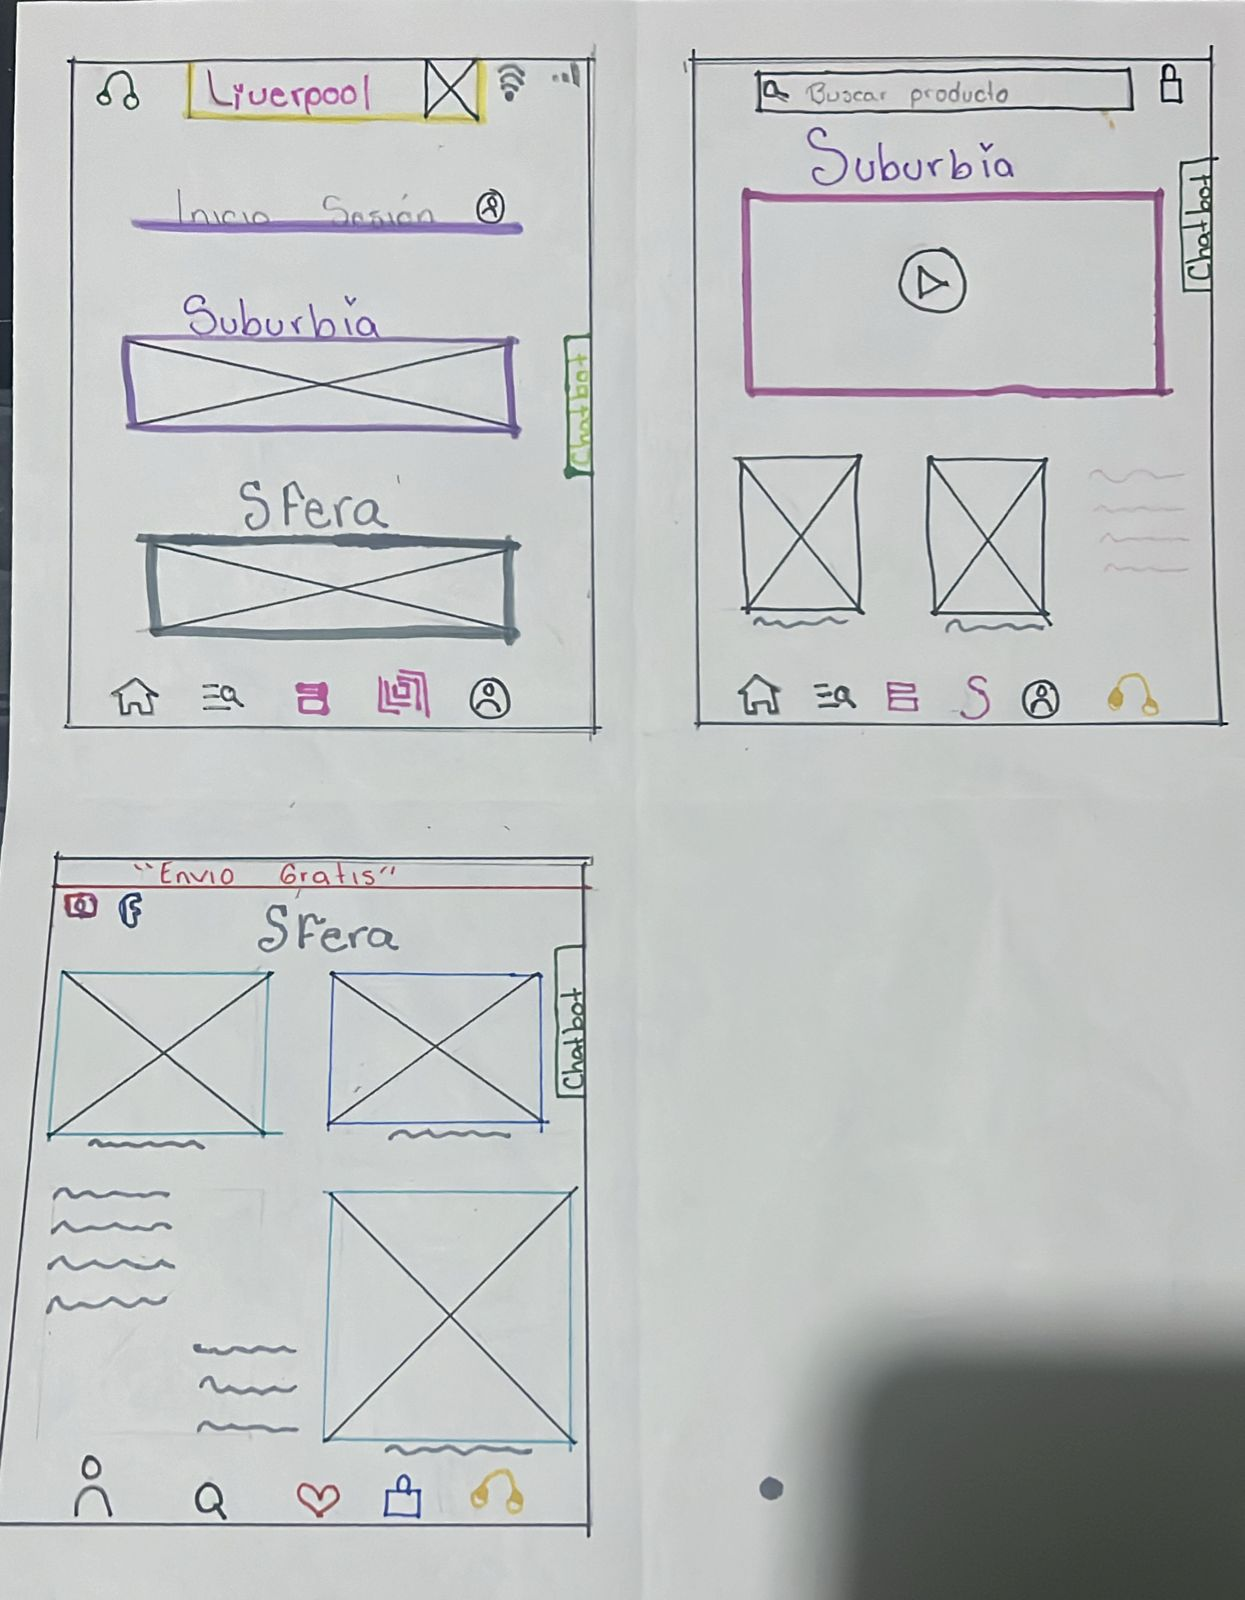 Liverpool
Inicio Sesión
Suburbia
Chatbot
Sfera
Buscar producto
Suburbia
Chatbot
S
"Envio Gratis"
Sfera
Chatbot